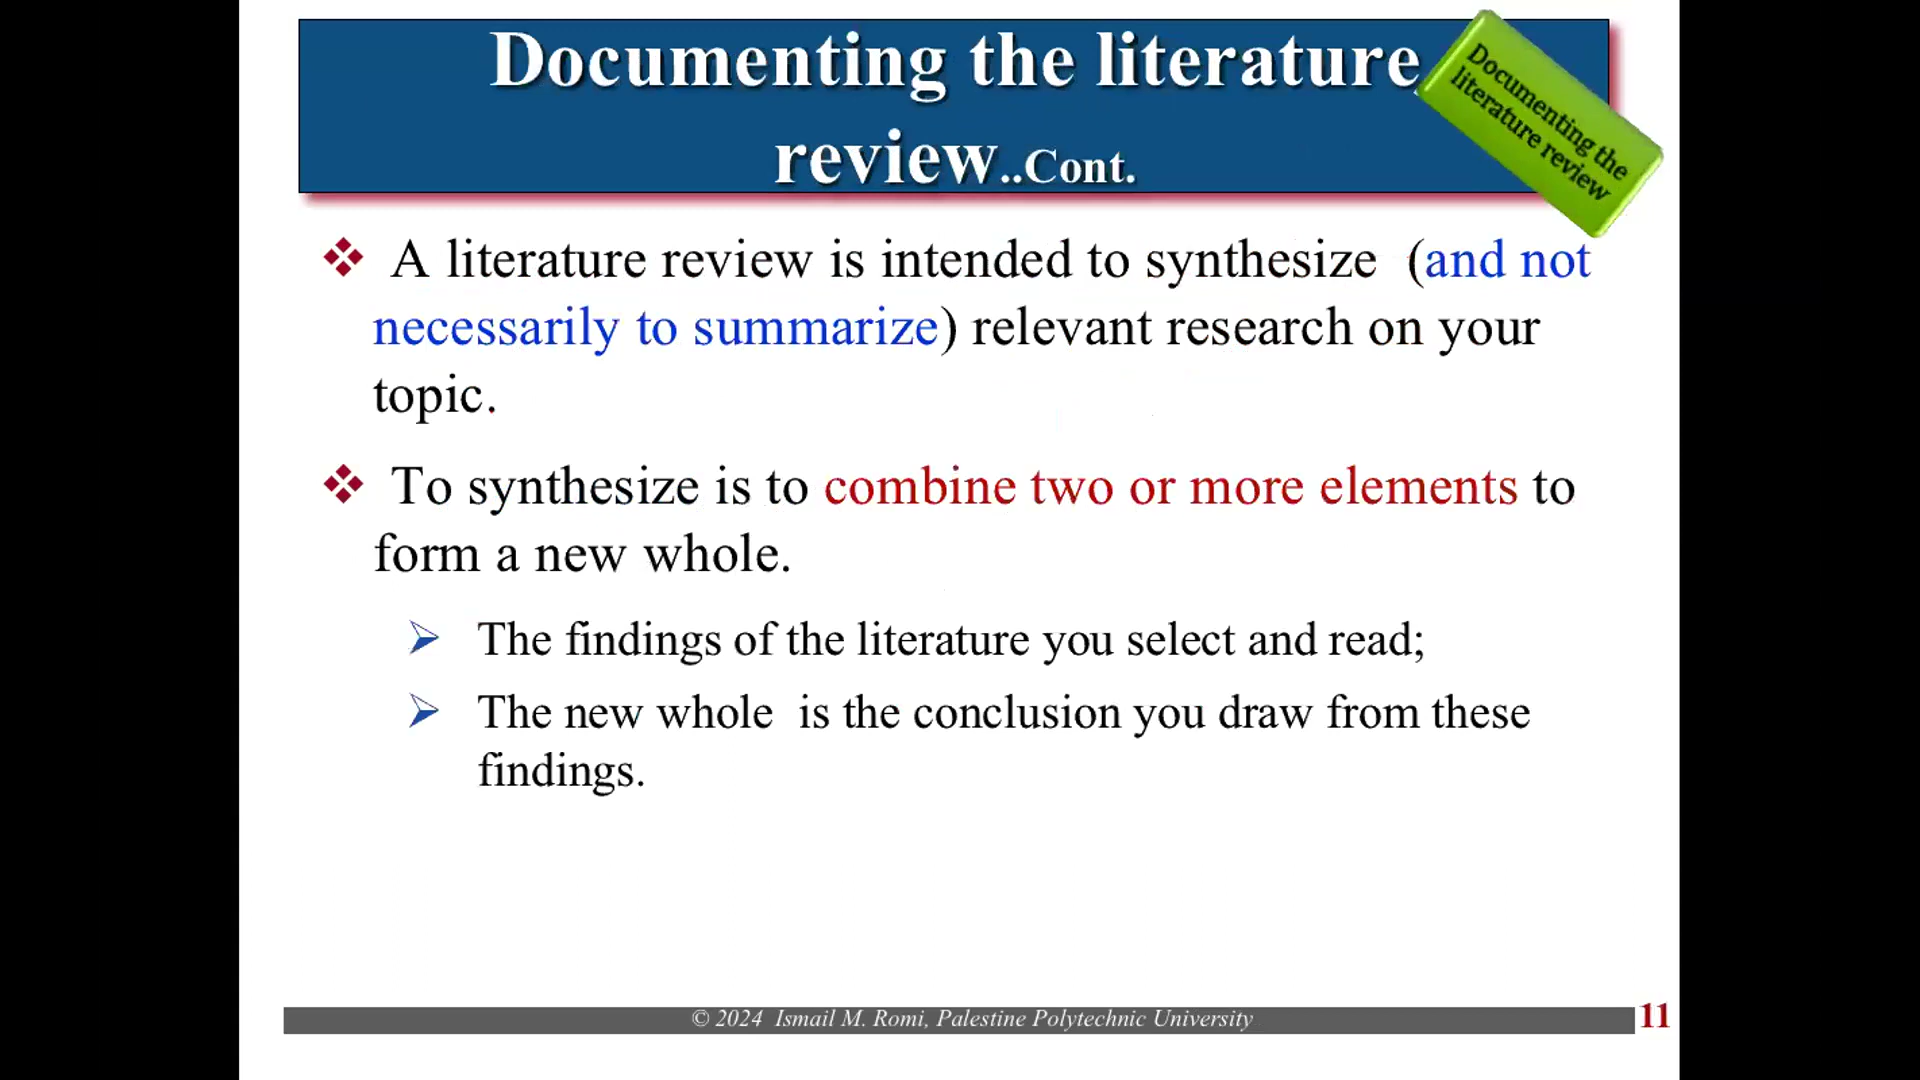 Documenting the literature
review..Cont.
Documenting the
literature review
A literature review is intended to synthesize (and not
necessarily to summarize) relevant research on your
topic.
To synthesize is to combine two or more elements to
form a new whole.
The findings of the literature you select and read;
The new whole is the conclusion you draw from these
findings.
© 2024 Ismail M. Romi, Palestine Polytechnic University
11